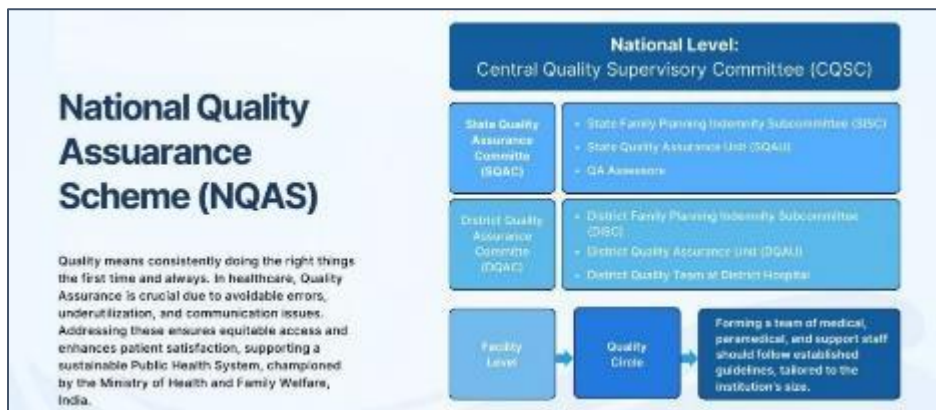 National Quality
Assuarance
Scheme (NQAS)
Quality means consistently doing the right things
the first time and always. In healthcare, Quality
Assurance is crucial due to avoidable errors,
underutilization, and communication issues.
Addressing these ensures equitable access and
enhances patient satisfaction, supporting a
sustainable Public Health System, championed
by the Ministry of Health and Family Welfare,
India.
National Level:
Central Quality Supervisory Committee (CQSC)
State Quality
Assurance
Committe
(SQAC)
• State Family Planning Indemnity Subcommittee (SISC)
• State Quality Assurance Unit (SQAU)
• QA Assessors
District Quality
Assurance
Committe
(DQAC)
• District Family Planning Indemnity Subcommittee
(DISC)
• District Quality Assurance Unit (DQAU)
• District Quality Team at District Hospital
Facility
Level
Quality
Circle
Forming a team of medical,
paramedical, and support staff
should follow established
guidelines, tailored to the
institution's size.